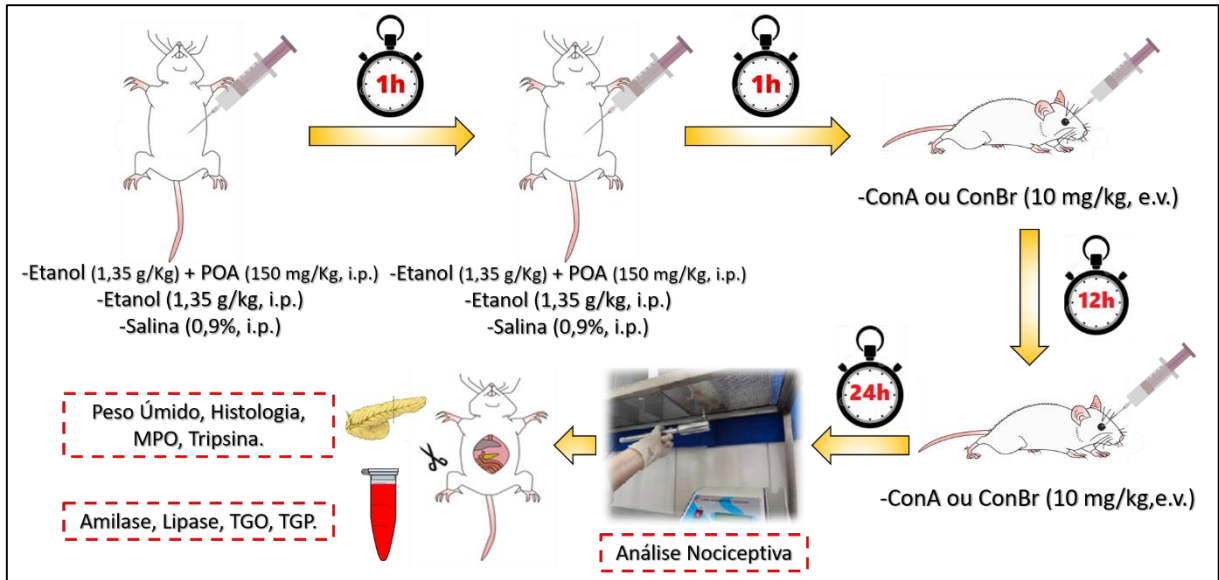 1h
1h
-Etanol (1,35 g/Kg) + POA (150 mg/Kg, i.p.)
-Etanol (1,35 g/kg, i.p.)
-Salina (0,9%, i.p.)
-Etanol (1,35 g/Kg) + POA (150 mg/Kg, i.p.)
-Etanol (1,35 g/kg, i.p.)
-Salina (0,9%, i.p.)
-ConA ou ConBr (10 mg/kg, e.v.)
12h
-ConA ou ConBr (10 mg/kg,e.v.)
24h
Análise Nociceptiva
Peso Úmido, Histologia,
MPO, Tripsina.
Amilase, Lipase, TGO, TGP.